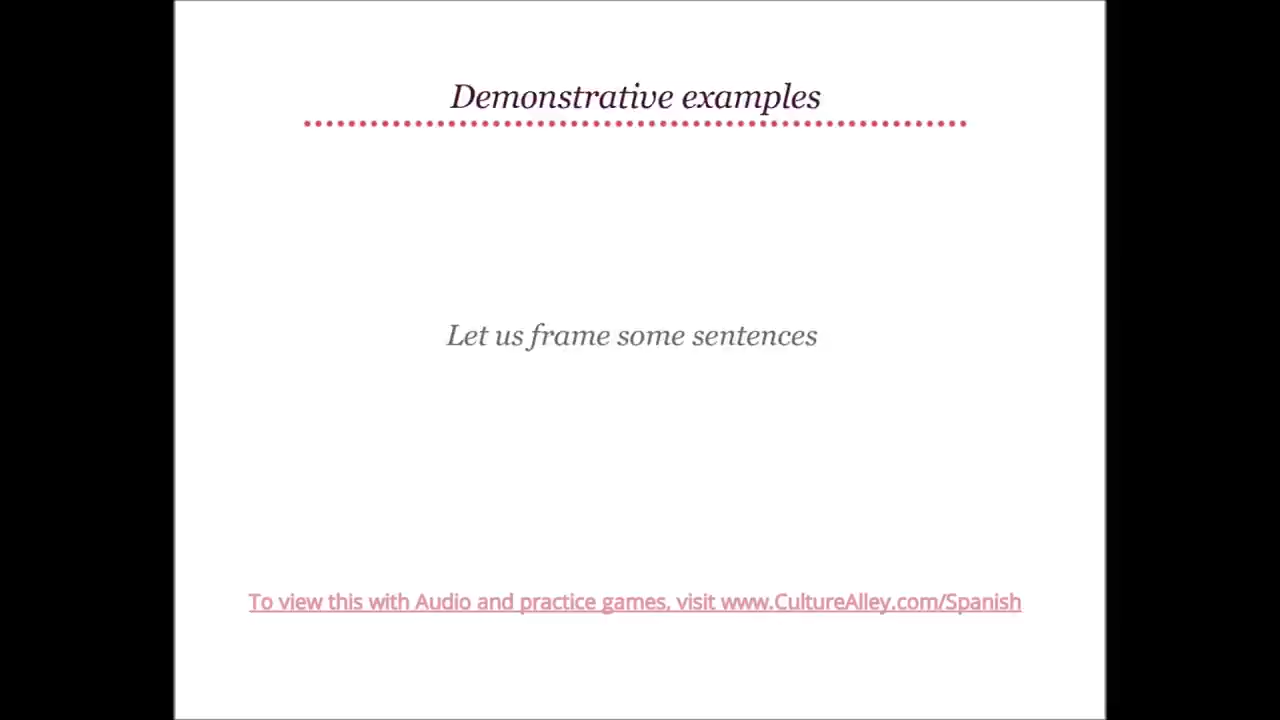 Demonstrative examples
Let us frame some sentences
To view this with Audio and practice games, visit www.CultureAlley.com/Spanish